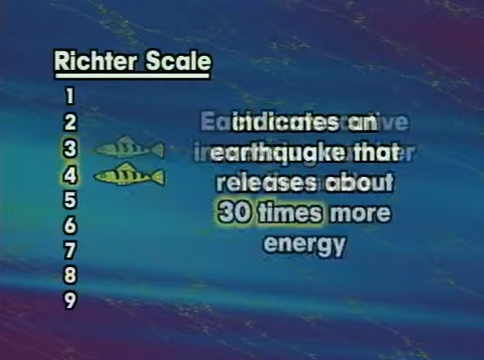 Richter Scale
1
2
3
4
5
6
7
8
9
indicates an
earthquake that
releases about
30 times more
energy